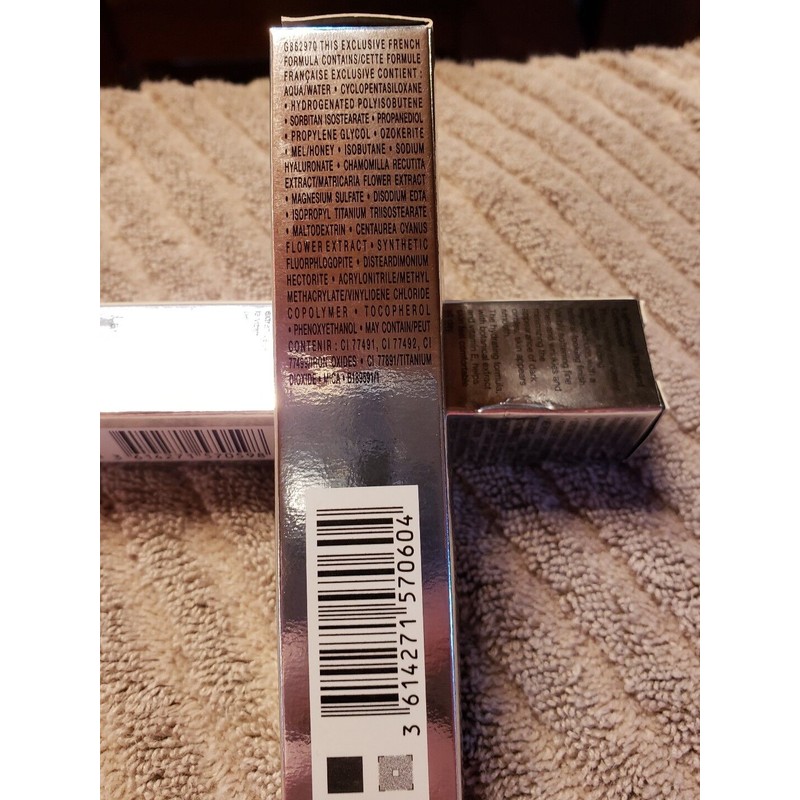 G862970 THIS EXCLUSIVE FRENCH
FORMULA CONTAINS/CETTE FORMULE
FRANÇAISE EXCLUSIVE CONTIENT :
AQUA/WATER • CYCLOPENTASILOXANE
• HYDROGENATED POLYISOBUTENE
• SORBITAN ISOSTEARATE • PROPANEDIOL
• PROPYLENE GLYCOL • OZOKERITE
• MEL/HONEY • ISOBUTANE • SODIUM
HYALURONATE • CHAMOMILLA RECUTITA
EXTRACT/MATRICARIA FLOWER EXTRACT
• MAGNESIUM SULFATE • DISODIUM EDTA
• ISOPROPYL TITANIUM TRIISOSTEARATE
• MALTODEXTRIN • CENTAUREA CYANUS
FLOWER EXTRACT • SYNTHETIC
FLUORPHLOGOPITE • DISTEARDIMONIUM
HECTORITE • ACRYLONITRILE/METHYL
METHACRYLATE/VINYLIDENE CHLORIDE
COPOLYMER • TOCOPHEROL
• PHENOXYETHANOL • MAY CONTAIN/PEUT
CONTENIR : CI 77491, CI 77492, CI
77499/IRON OXIDES • CI 77891/TITANIUM
DIOXIDE • MICA • B189591/1
3 614271 570604